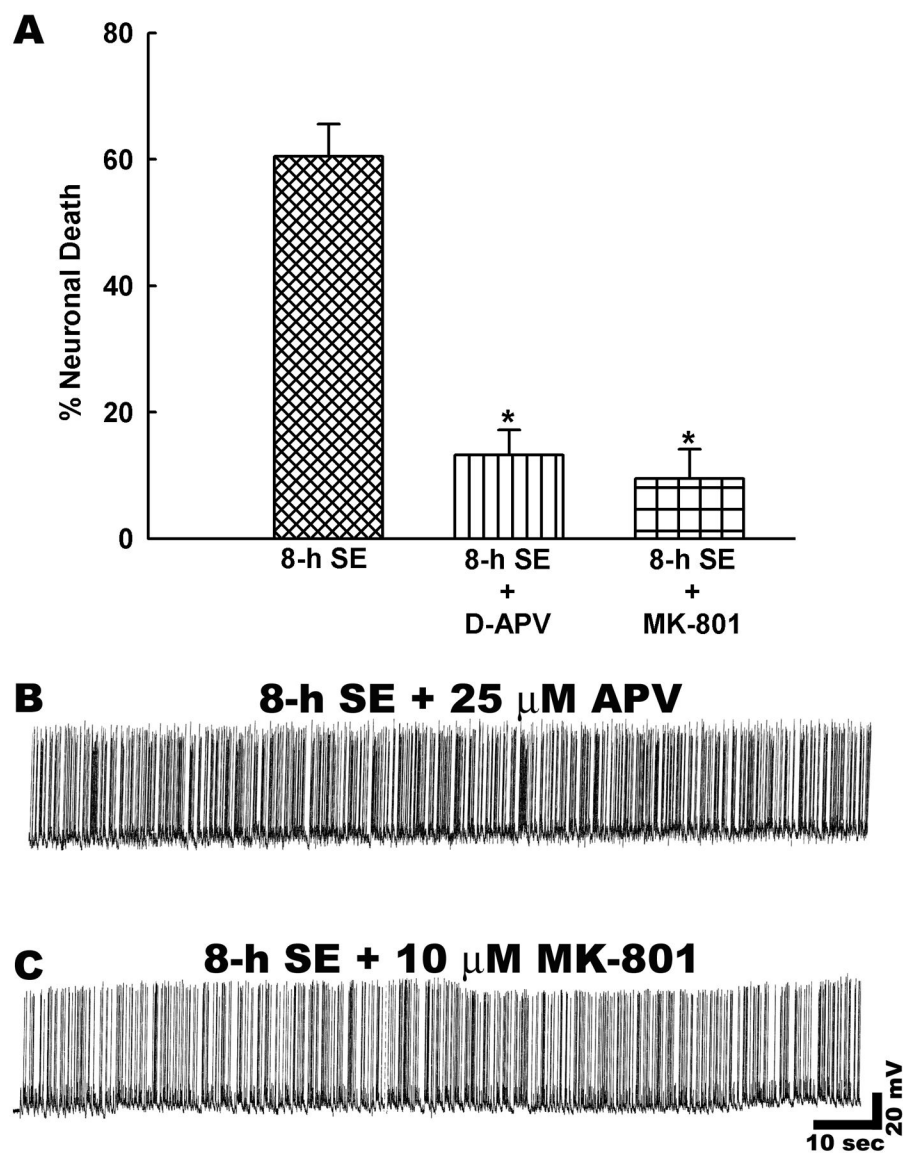 A
80
60
40
20
0
% Neuronal Death
*
*
8-h SE
8-h SE
+
D-APV
8-h SE
+
MK-801
B
8-h SE + 25 μM APV
C
8-h SE + 10 μM MK-801
20 mV
10 sec